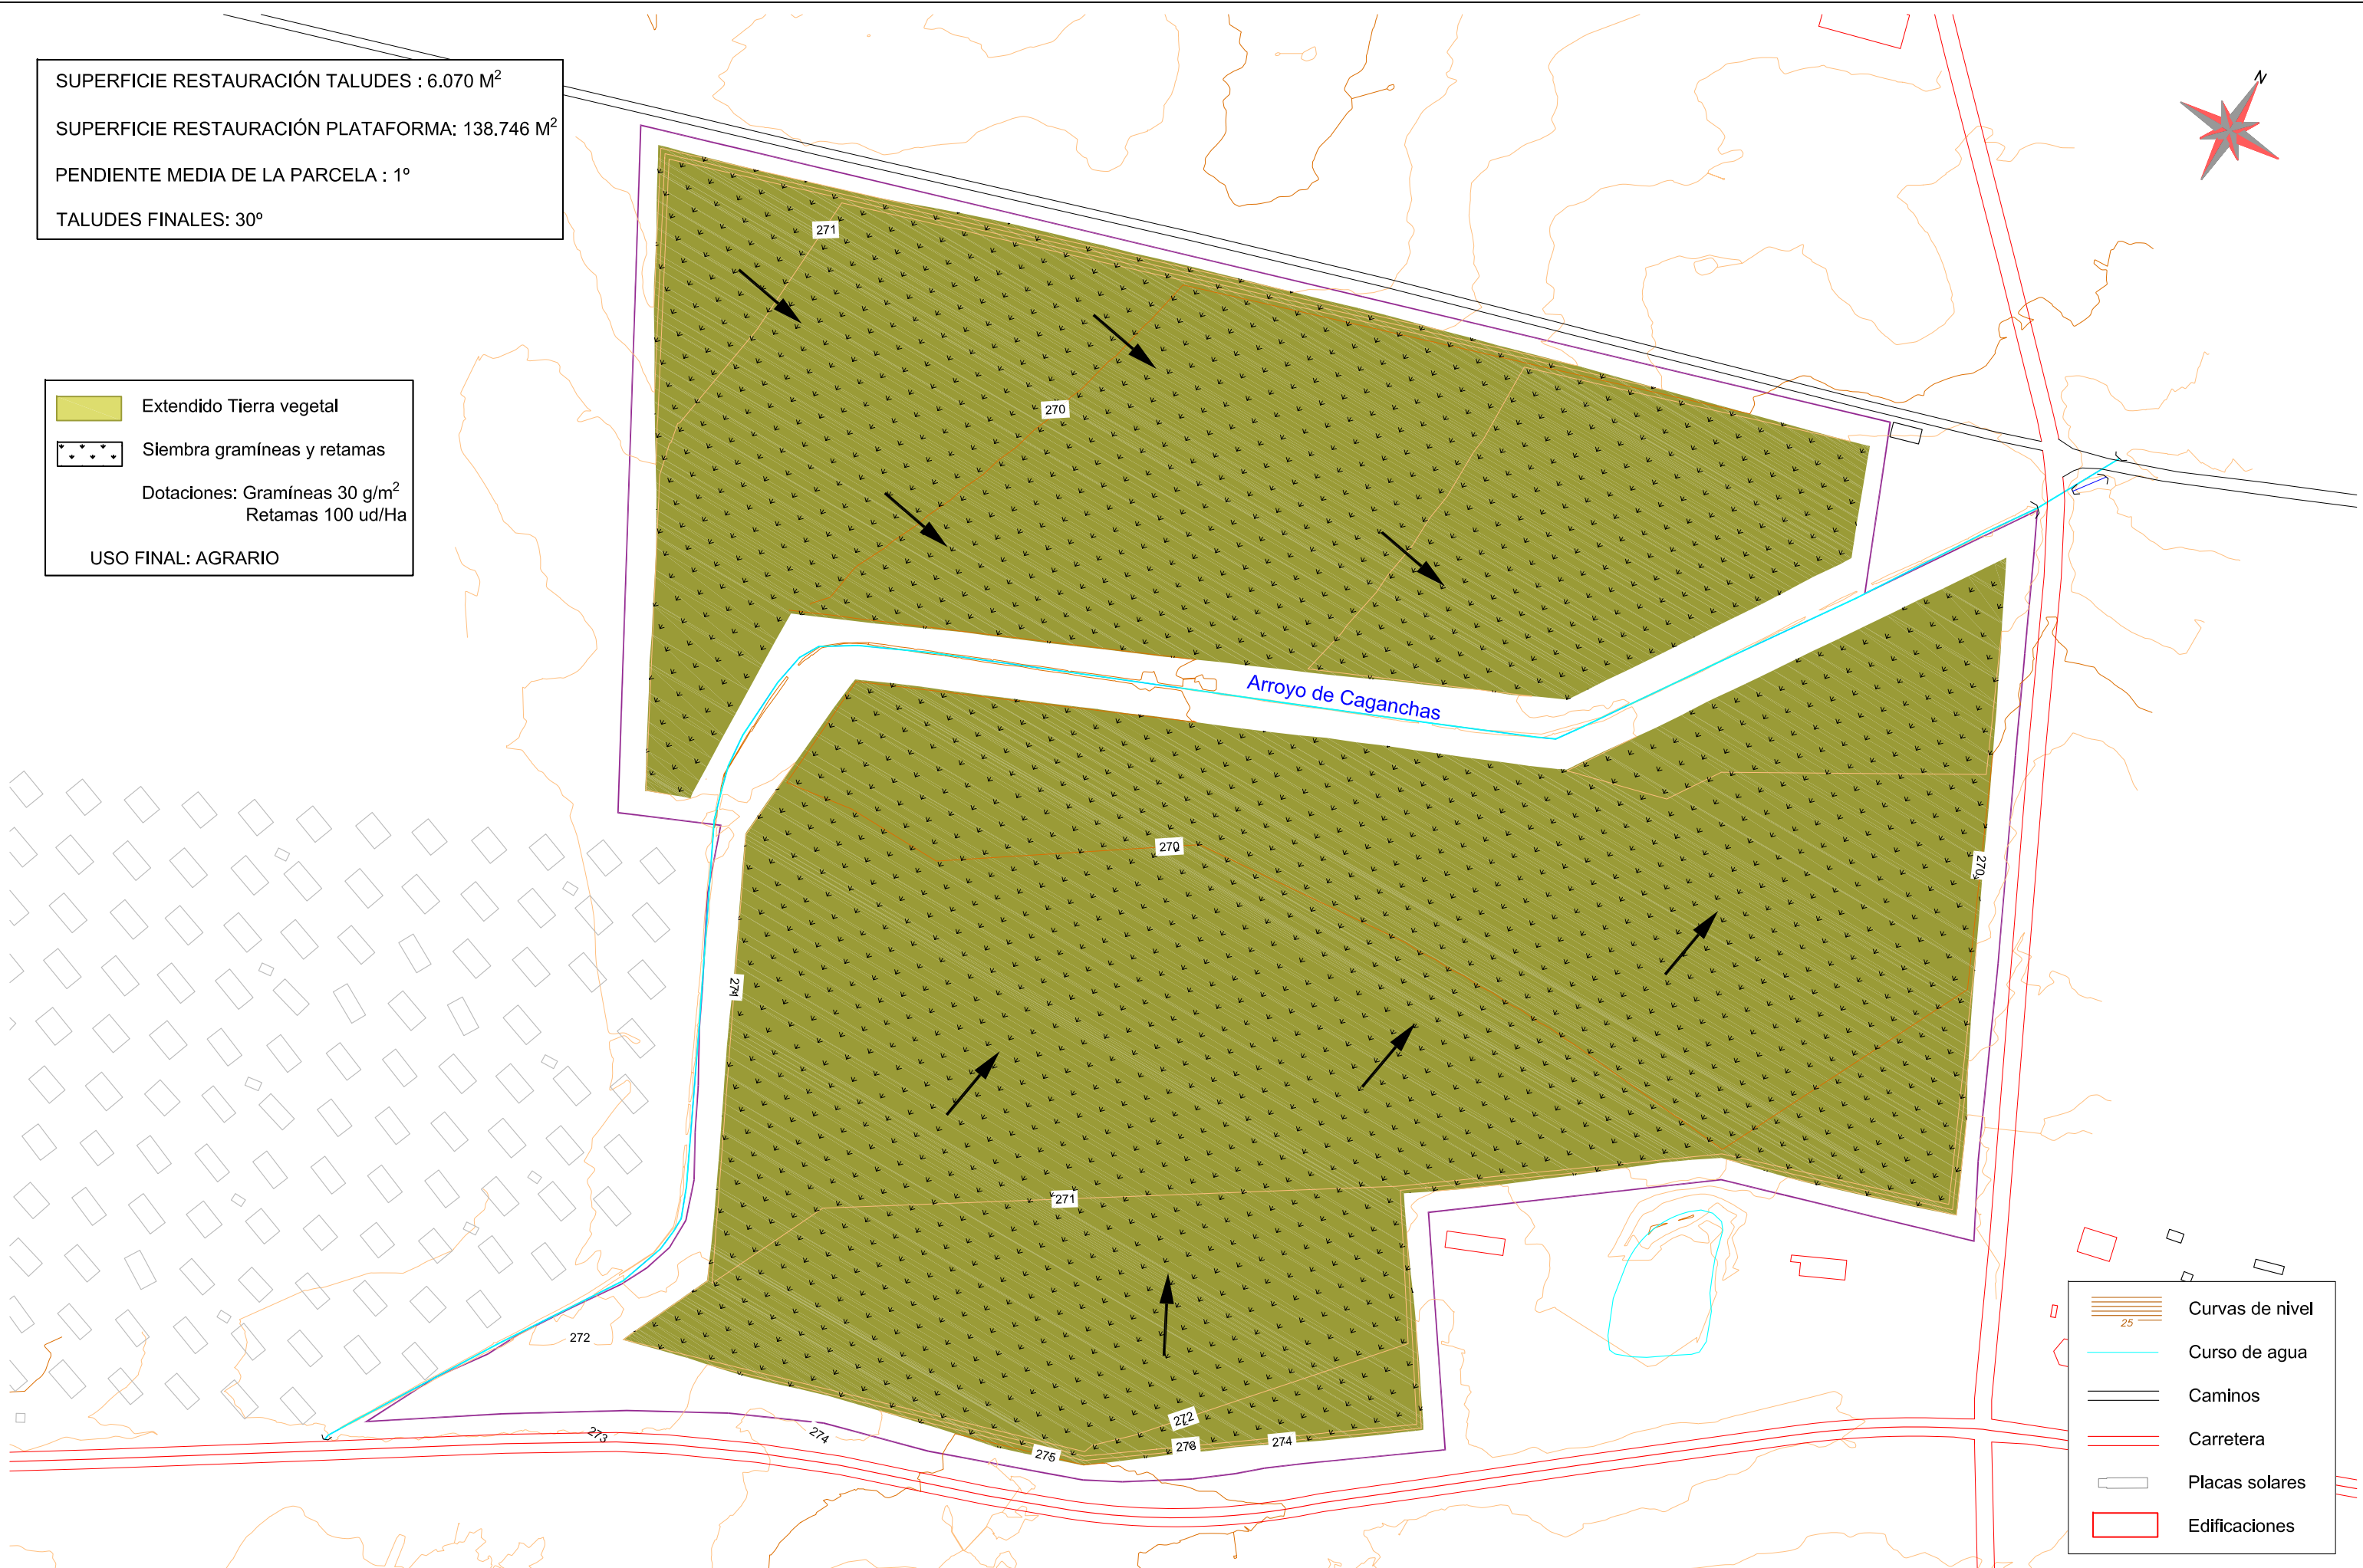 SUPERFICIE RESTAURACIÓN TALUDES : 6.070 M²
SUPERFICIE RESTAURACIÓN PLATAFORMA: 138.746 M²
PENDIENTE MEDIA DE LA PARCELA : 1º
TALUDES FINALES: 30º
N
Extendido Tierra vegetal
Siembra gramíneas y retamas
Dotaciones: Gramíneas 30 g/m²
Retamas 100 ud/Ha
USO FINAL: AGRARIO
271
270
Arroyo de Caganchas
270
270
271
271
272
272
273
274
275
273
274
Curvas de nivel
25
Curso de agua
Caminos
Carretera
Placas solares
Edificaciones